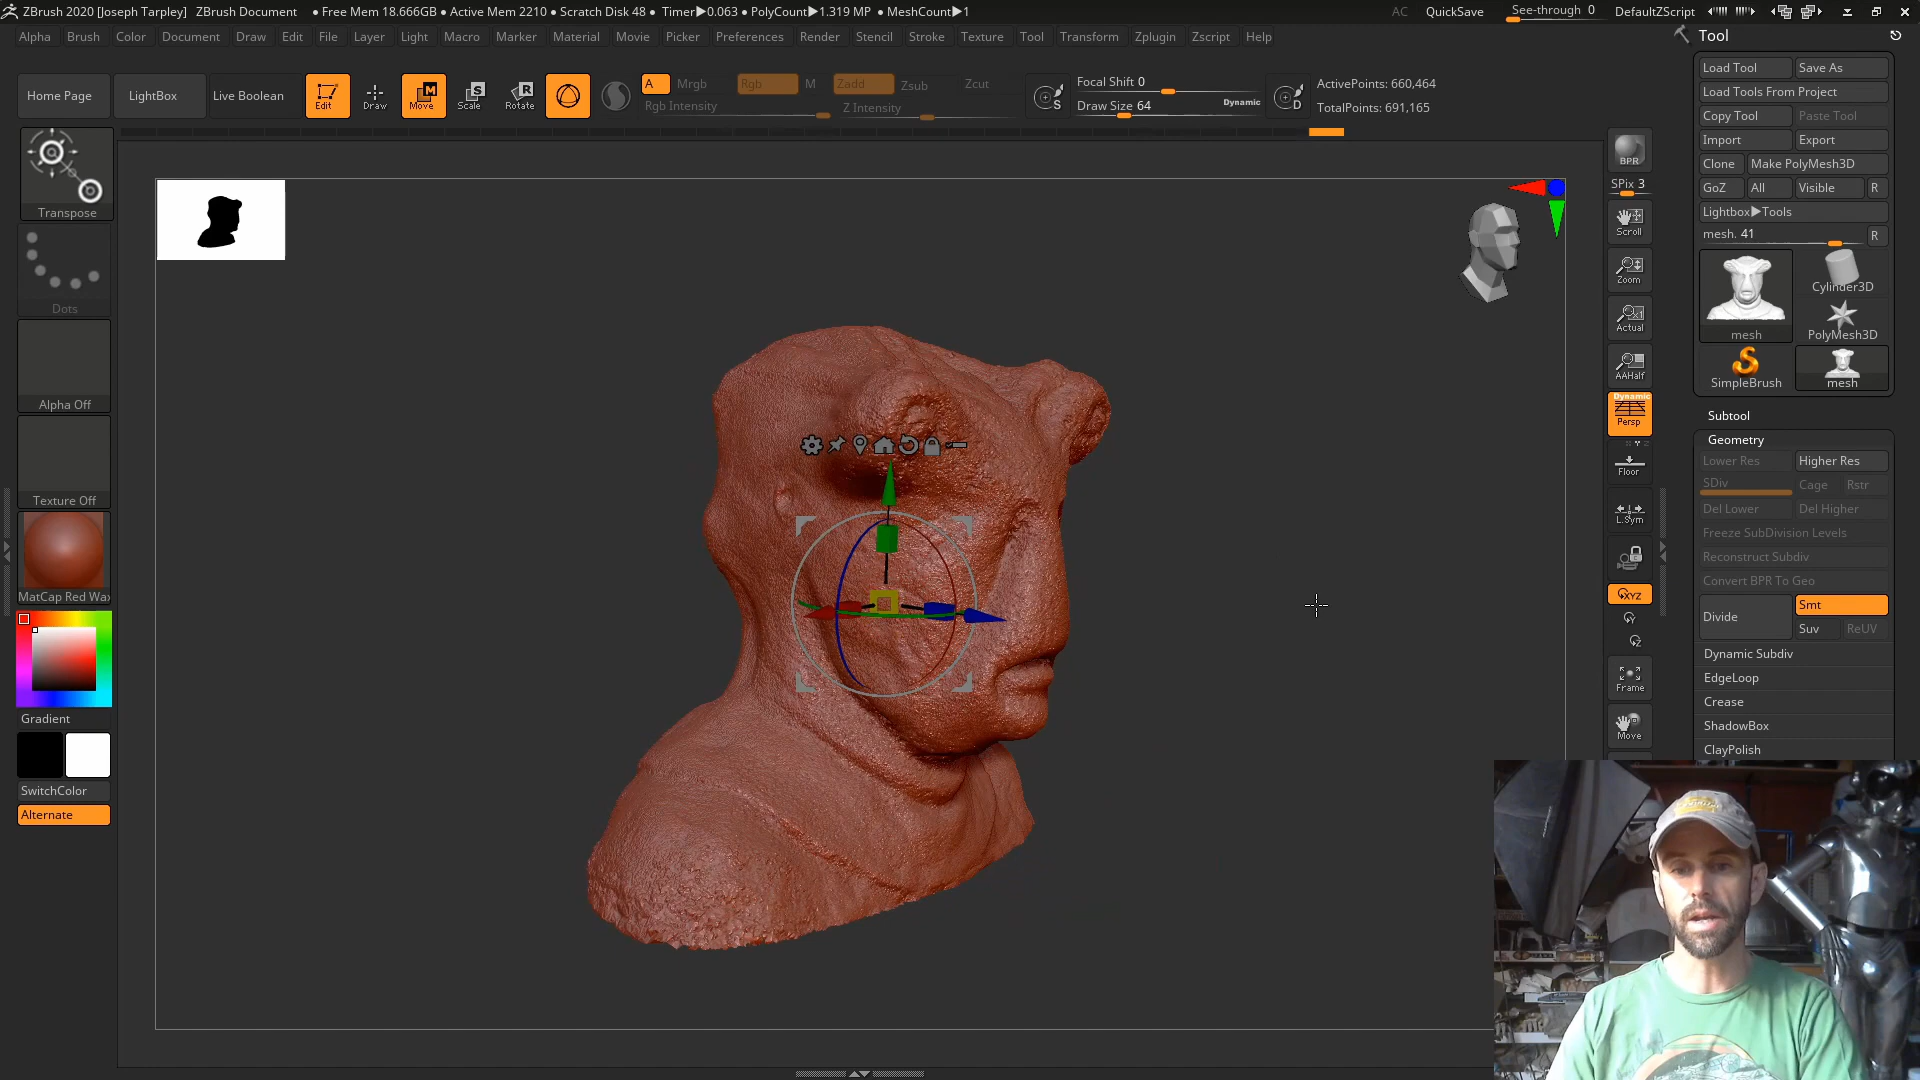 ZBrush 2020 [Joseph Tarpley] ZBrush Document • Free Mem 18.666GB • Active Mem 2210 • Scratch Disk 48 • Timer▶0.063 • PolyCount▶1.319 MP • MeshCount▶1 AC QuickSave See-through 0 DefaultZScript
Alpha Brush Color Document Draw Edit File Layer Light Macro Marker Material Movie Picker Preferences Render Stencil Stroke Texture Tool Transform Zplugin Zscript Help
Home Page LightBox Live Boolean Edit Draw Move Scale Rotate
A Mrgb Rgb M Zadd Zsub Zcut
Rgb Intensity Z Intensity
Focal Shift 0
Draw Size 64 Dynamic
S D
ActivePoints: 660,464
TotalPoints: 691,165
Transpose
Dots
Alpha Off
Texture Off
MatCap Red Wax
Gradient
SwitchColor
Alternate
BPR
SPix 3
Scroll
Zoom
Actual
AAHalf
Dynamic
Persp
Floor
L.Sym
XYZ
Frame
Move
Tool
Load Tool Save As
Load Tools From Project
Copy Tool Paste Tool
Import Export
Clone Make PolyMesh3D
GoZ All Visible R
Lightbox▶Tools
mesh. 41 R
mesh
Cylinder3D
PolyMesh3D
SimpleBrush
mesh
Subtool
Geometry
Lower Res Higher Res
SDiv Cage Rstr
Del Lower Del Higher
Freeze SubDivision Levels
Reconstruct Subdiv
Convert BPR To Geo
Divide Smt
Suv ReUV
Dynamic Subdiv
EdgeLoop
Crease
ShadowBox
ClayPolish